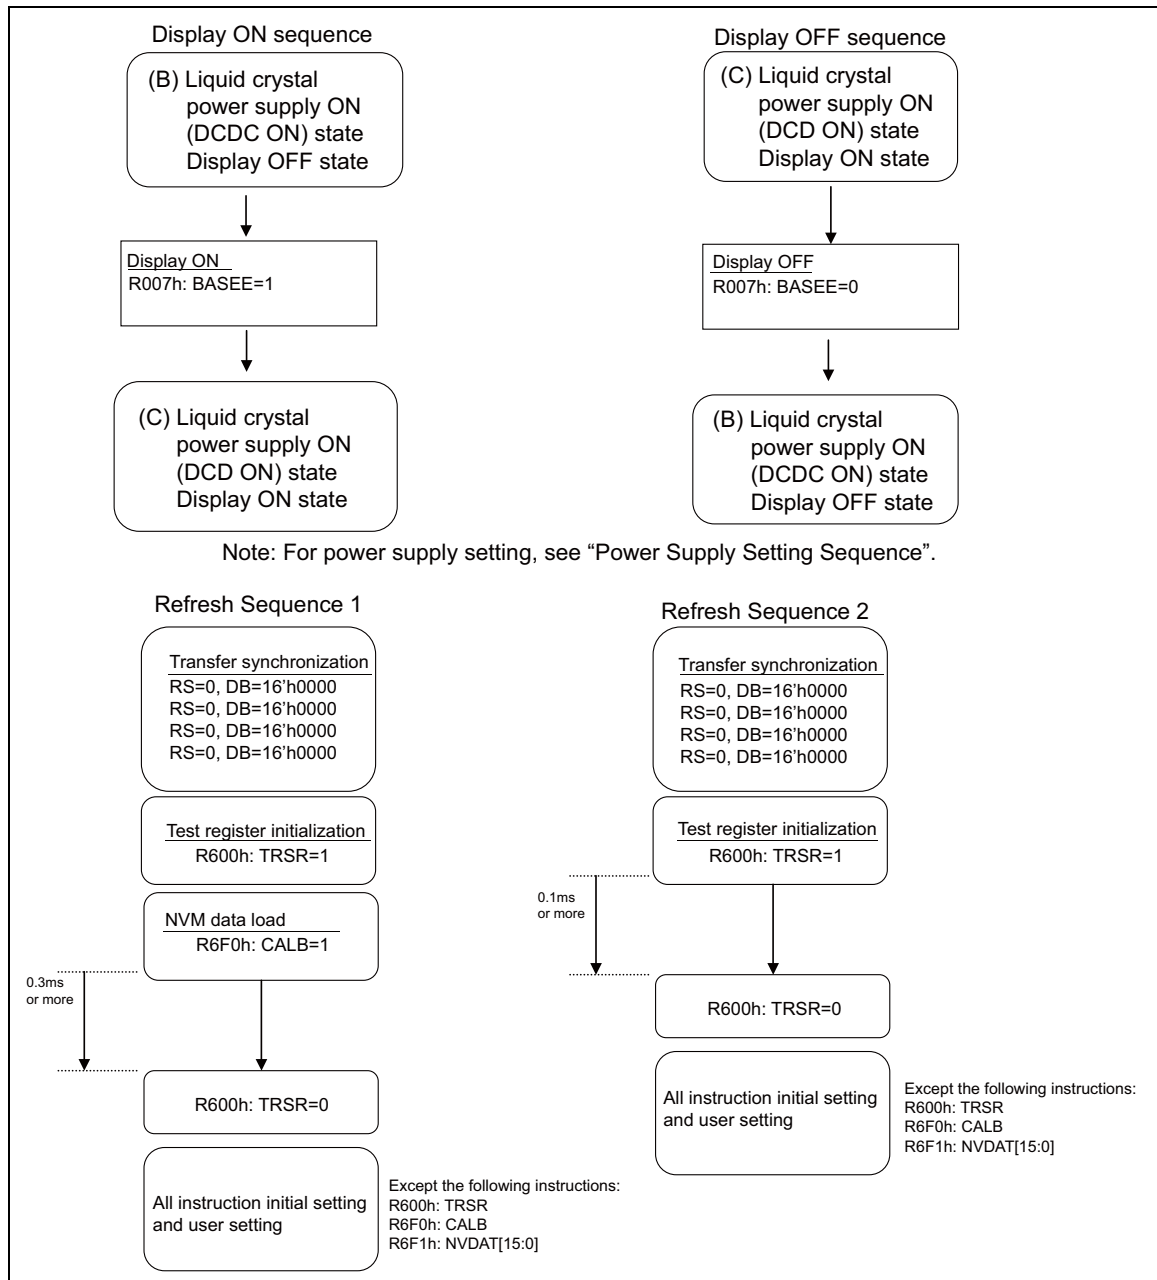 Display ON sequence
(B) Liquid crystal
power supply ON
(DCDC ON) state
Display OFF state
Display ON
R007h: BASEE=1
(C) Liquid crystal
power supply ON
(DCD ON) state
Display ON state
Display OFF sequence
(C) Liquid crystal
power supply ON
(DCD ON) state
Display ON state
Display OFF
R007h: BASEE=0
(B) Liquid crystal
power supply ON
(DCDC ON) state
Display OFF state
Note: For power supply setting, see “Power Supply Setting Sequence”.
Refresh Sequence 1
Transfer synchronization
RS=0, DB=16’h0000
RS=0, DB=16’h0000
RS=0, DB=16’h0000
RS=0, DB=16’h0000
Test register initialization
R600h: TRSR=1
NVM data load
R6F0h: CALB=1
0.3ms
or more
R600h: TRSR=0
All instruction initial setting
and user setting
Except the following instructions:
R600h: TRSR
R6F0h: CALB
R6F1h: NVDAT[15:0]
Refresh Sequence 2
Transfer synchronization
RS=0, DB=16’h0000
RS=0, DB=16’h0000
RS=0, DB=16’h0000
RS=0, DB=16’h0000
Test register initialization
R600h: TRSR=1
0.1ms
or more
R600h: TRSR=0
All instruction initial setting
and user setting
Except the following instructions:
R600h: TRSR
R6F0h: CALB
R6F1h: NVDAT[15:0]